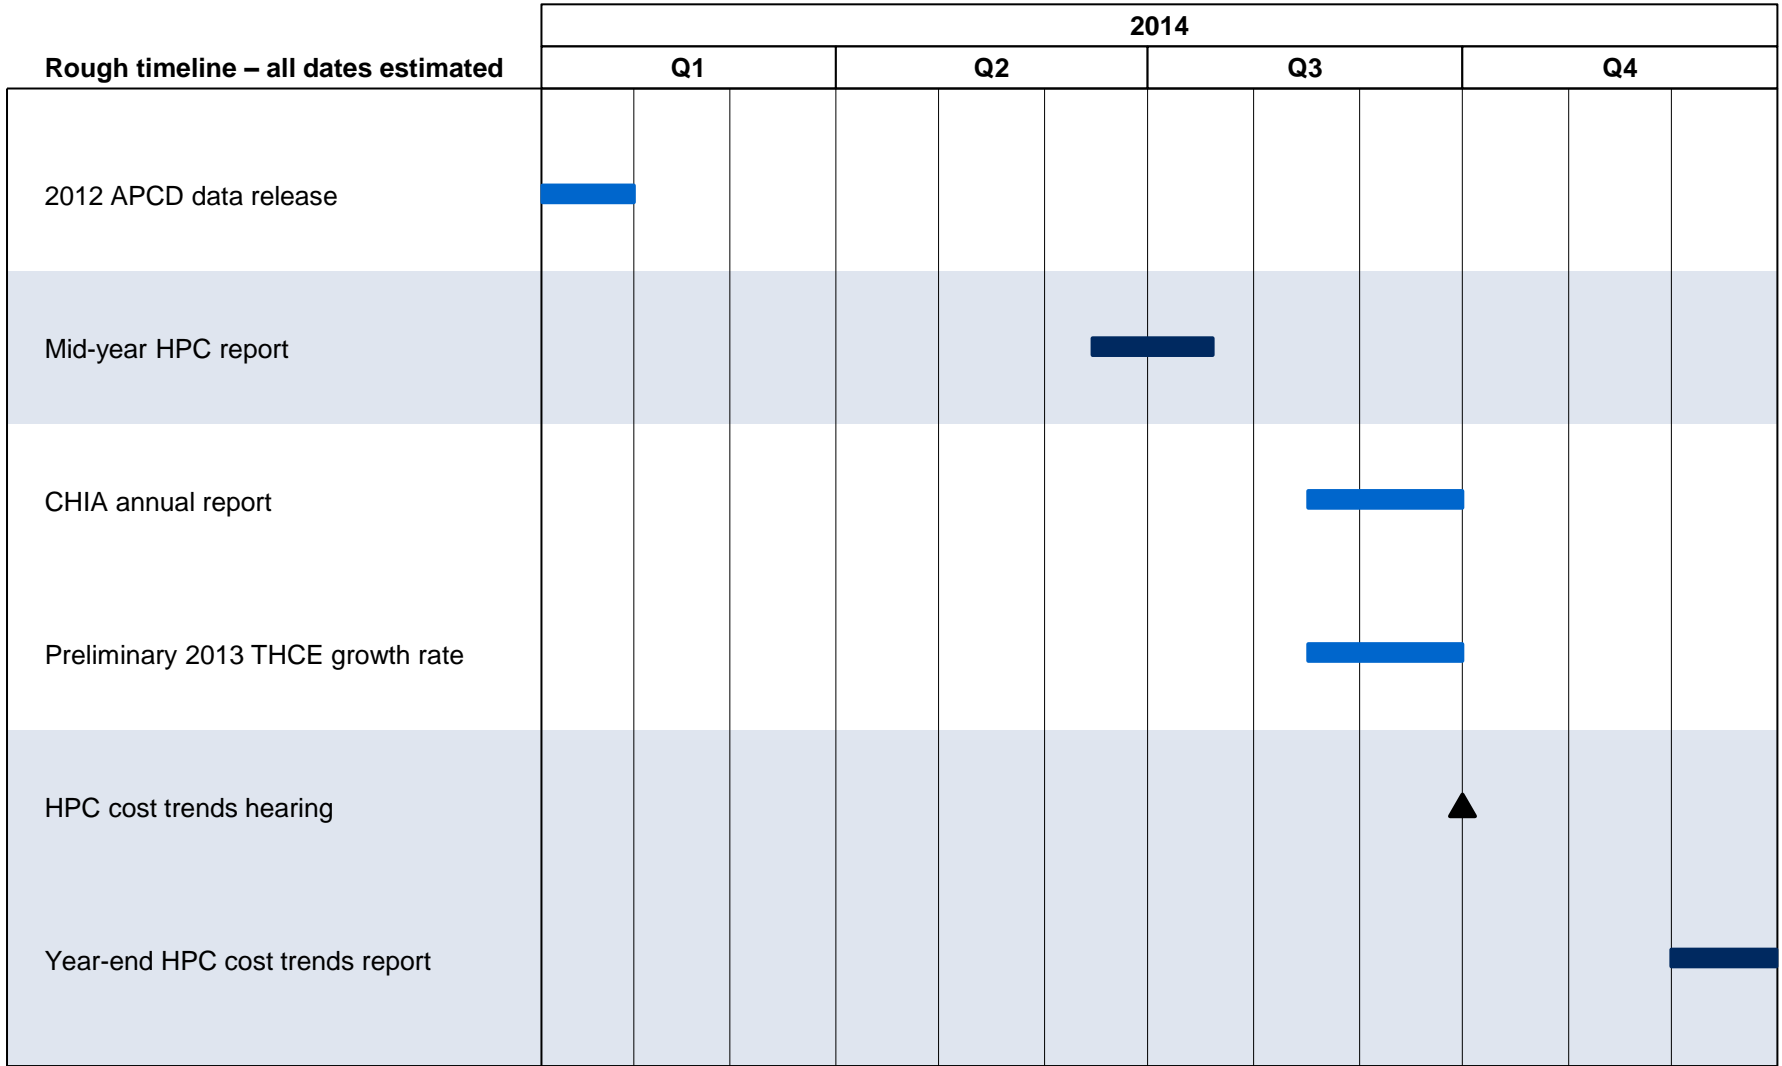 2014
Rough timeline – all dates estimated
Q1
Q2
Q3
Q4
2012 APCD data release
Mid-year HPC report
CHIA annual report
Preliminary 2013 THCE growth rate
HPC cost trends hearing
Year-end HPC cost trends report